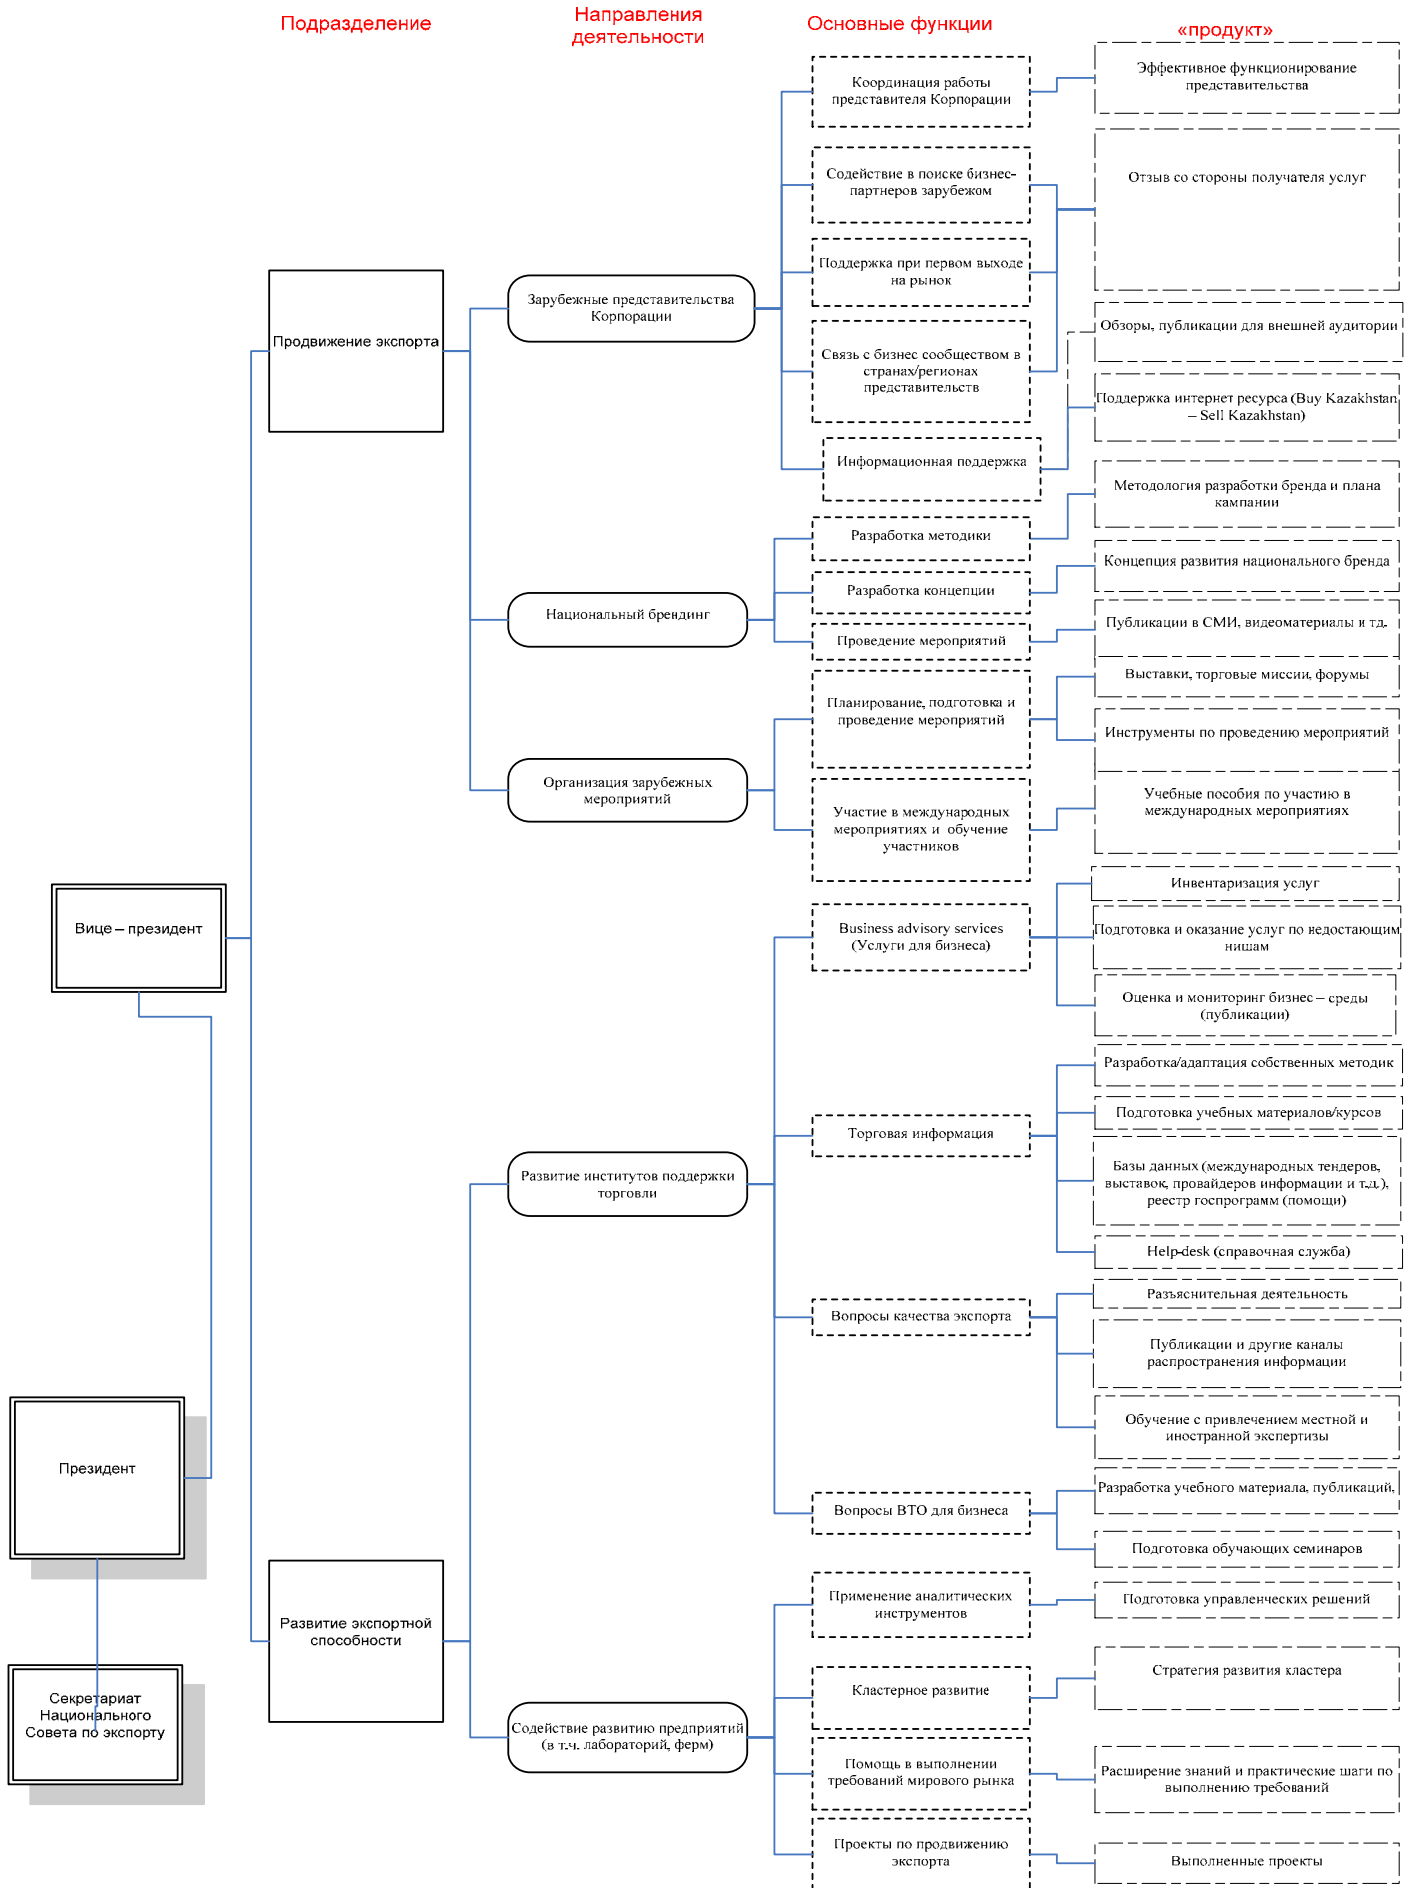 Подразделение
Направления
деятельности
Основные функции
«продукт»
Координация работы
представителя Корпорации
Эффективное функционирование
представительства
Содействие в поиске бизнес-
партнеров зарубежом
Отзыв со стороны получателя услуг
Поддержка при первом выходе
на рынок
Зарубежные представительства
Корпорации
Продвижение экспорта
Связь с бизнес сообществом в
странах/регионах
представительств
Обзоры, публикации для внешней аудитории
Поддержка интернет ресурса (Buy Kazakhstan
– Sell Kazakhstan)
Информационная поддержка
Методология разработки бренда и плана
кампании
Разработка методики
Концепция развития национального бренда
Разработка концепции
Национальный брендинг
Проведение мероприятий
Публикации в СМИ, видеоматериалы и тд.
Выставки, торговые миссии, форумы
Планирование, подготовка и
проведение мероприятий
Инструменты по проведению мероприятий
Организация зарубежных
мероприятий
Участие в международных
мероприятиях и обучение
участников
Учебные пособия по участию в
международных мероприятиях
Вице – президент
Business advisory services
(Услуги для бизнеса)
Инвентаризация услуг
Подготовка и оказание услуг по недостающим
нишам
Оценка и мониторинг бизнес – среды
(публикации)
Разработка/адаптация собственных методик
Торговая информация
Подготовка учебных материалов/курсов
Базы данных (международных тендеров,
выставок, провайдеров информации и т.д.),
реестр госпрограмм (помощи)
Help-desk (справочная служба)
Развитие институтов поддержки
торговли
Вопросы качества экспорта
Разъяснительная деятельность
Публикации и другие каналы
распространения информации
Обучение с привлечением местной и
иностранной экспертизы
Президент
Вопросы ВТО для бизнеса
Разработка учебного материала, публикаций,
Подготовка обучающих семинаров
Развитие экспортной
способности
Применение аналитических
инструментов
Подготовка управленческих решений
Кластерное развитие
Стратегия развития кластера
Секретариат
Национального
Совета по экспорту
Содействие развитию предприятий
(в т.ч. лабораторий, ферм)
Помощь в выполнении
требований мирового рынка
Расширение знаний и практические шаги по
выполнению требований
Проекты по продвижению
экспорта
Выполненные проекты